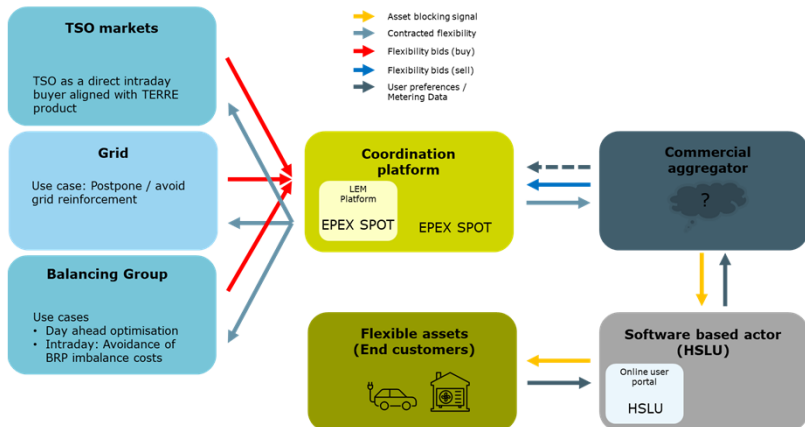 TSO markets
TSO as a direct intraday
buyer aligned with TERRE
product
Grid
Use case: Postpone / avoid
grid reinforcement
Balancing Group
Use cases
• Day ahead optimisation
• Intraday: Avoidance of
BRP imbalance costs
Asset blocking signal
Contracted flexibility
Flexibility bids (buy)
Flexibility bids (sell)
User preferences /
Metering Data
Coordination
platform
LEM
Platform
EPEX SPOT
EPEX SPOT
Commercial
aggregator
?
Flexible assets
(End customers)
Software based actor
(HSLU)
Online user
portal
HSLU